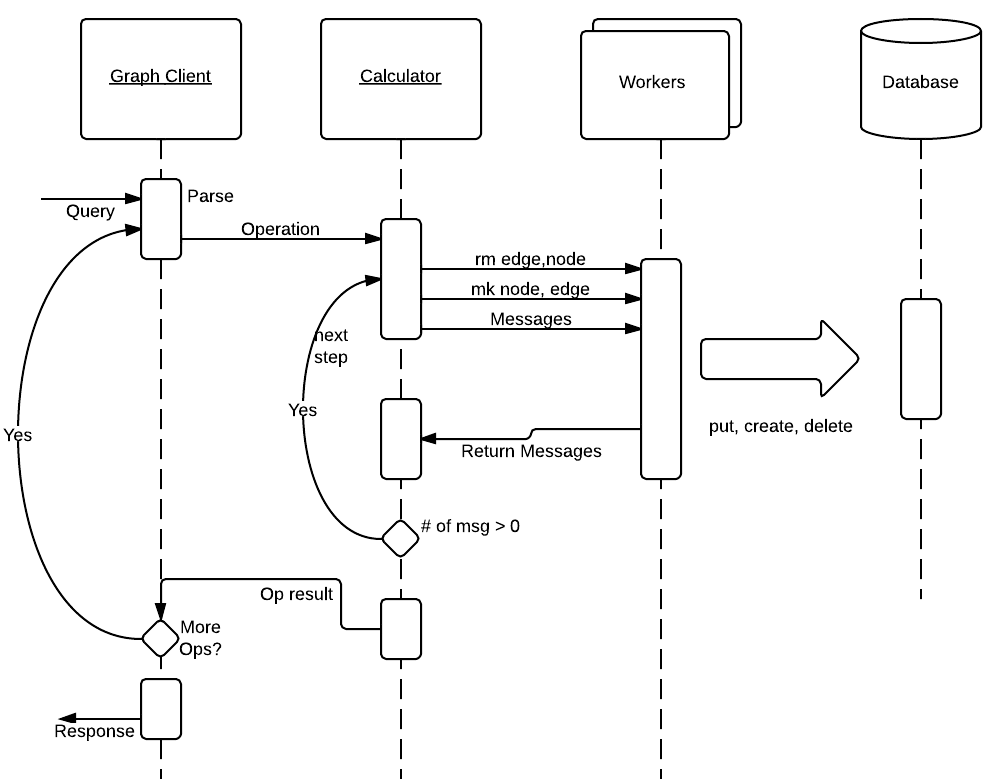 Graph Client
Calculator
Workers
Database
Parse
Query
Operation
rm edge,node
mk node, edge
Messages
next
step
Yes
put, create, delete
Yes
Return Messages
# of msg > 0
Op result
More
Ops?
Response